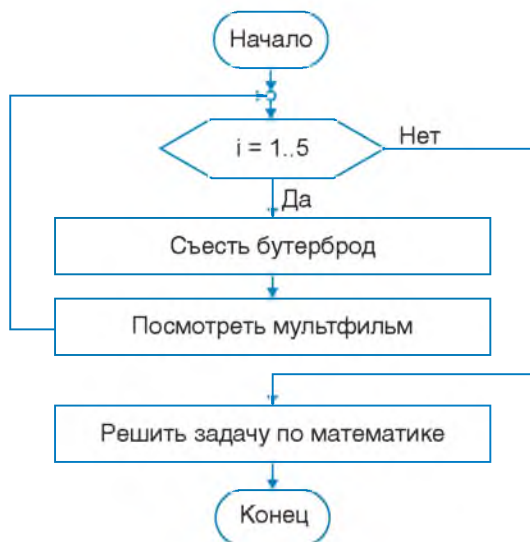 Начало
i = 1..5
Нет
Да
Съесть бутерброд
Посмотреть мультфильм
Решить задачу по математике
Конец